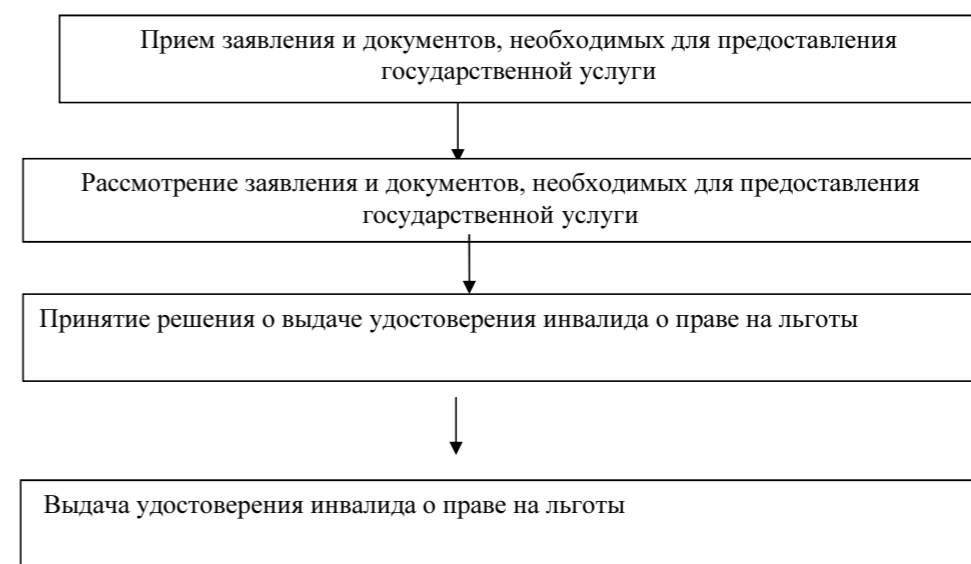 Прием заявления и документов, необходимых для предоставления
государственной услуги
Рассмотрение заявления и документов, необходимых для предоставления
государственной услуги
Принятие решения о выдаче удостоверения инвалида о праве на льготы
Выдача удостоверения инвалида о праве на льготы